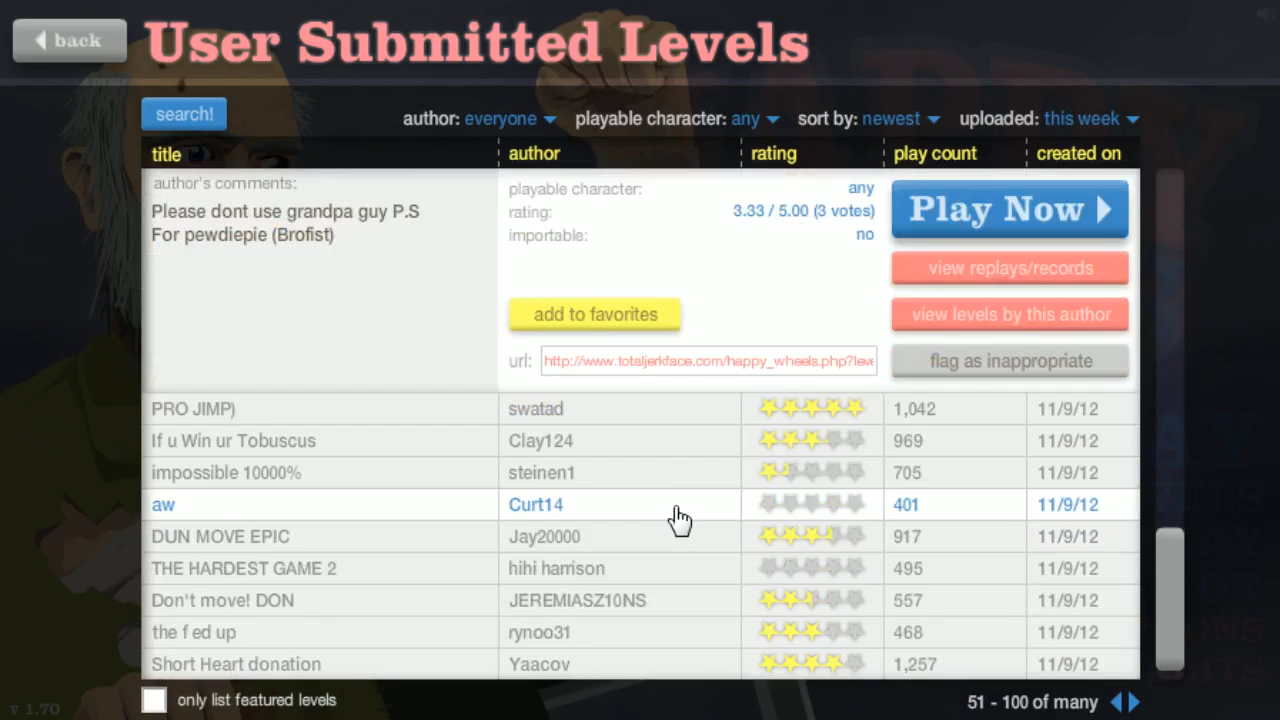 back
User Submitted Levels
search!
author: everyone playable character: any sort by: newest uploaded: this week
title author rating play count created on
author's comments:
Please dont use grandpa guy P.S
For pewdiepie (Brofist)
playable character: any
rating: 3.33 / 5.00 (3 votes)
importable: no
add to favorites
url: http://www.totaljerkface.com/happy_wheels.php?leve
Play Now
view replays/records
view levels by this author
flag as inappropriate
PRO JIMP) swatad 1,042 11/9/12
If u Win ur Tobuscus Clay124 969 11/9/12
impossible 10000% steinen1 705 11/9/12
aw Curt14 401 11/9/12
DUN MOVE EPIC Jay20000 917 11/9/12
THE HARDEST GAME 2 hihi harrison 495 11/9/12
Don't move! DON JEREMIASZ10NS 557 11/9/12
the f ed up rynoo31 468 11/9/12
Short Heart donation Yaacov 1,257 11/9/12
only list featured levels
51 - 100 of many
v 1.70